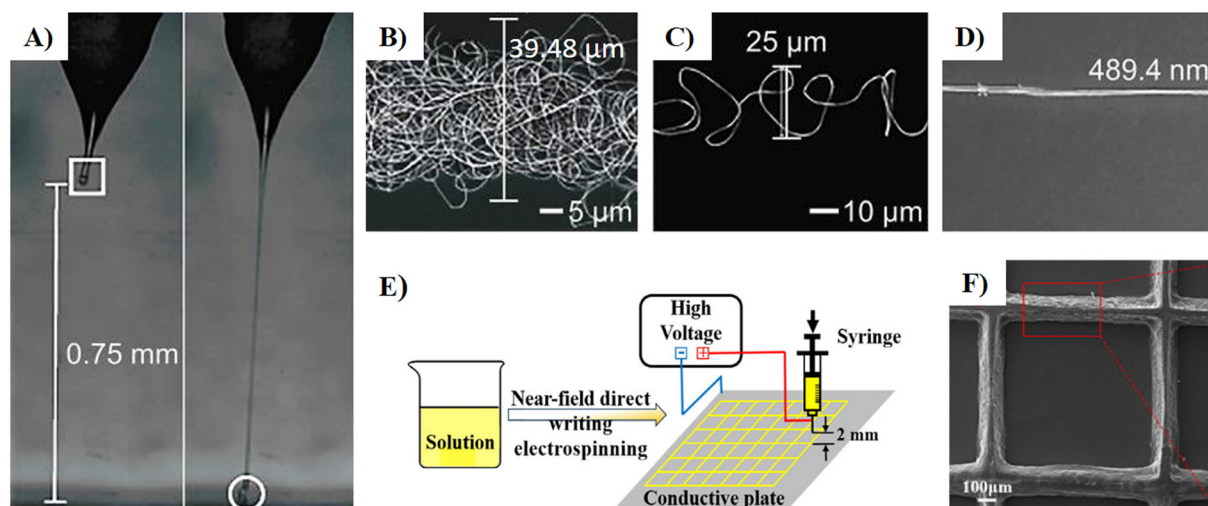 A)
0.75 mm
B)
39.48 µm
5 µm
C)
25 µm
10 µm
D)
489.4 nm
E)
Solution
Near-field direct
writing
electrospinning
High
Voltage
-
+
Syringe
2 mm
Conductive plate
F)
100µm